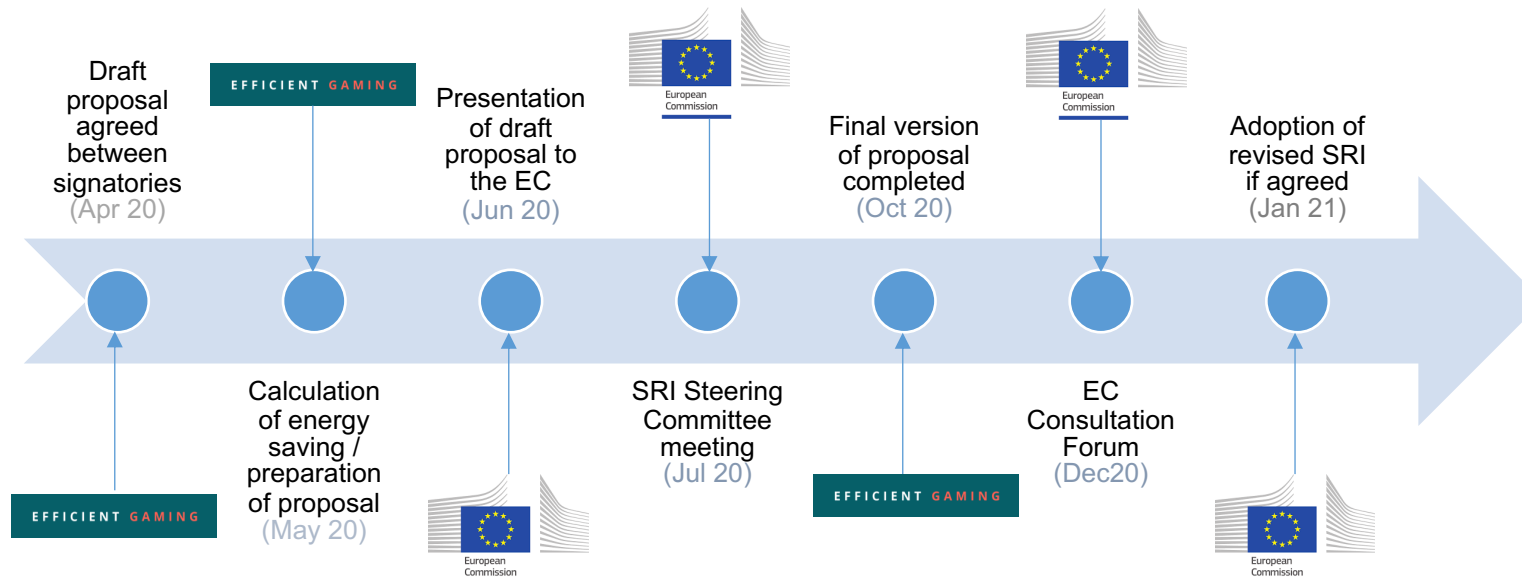 Draft
proposal
agreed
between
signatories
(Apr 20)
EFFICIENT GAMING
EFFICIENT GAMING
Calculation
of energy
saving /
preparation
of proposal
(May 20)
Presentation
of draft
proposal to
the EC
(Jun 20)
European
Commission
European
Commission
SRI Steering
Committee
meeting
(Jul 20)
Final version
of proposal
completed
(Oct 20)
EFFICIENT GAMING
European
Commission
EC
Consultation
Forum
(Dec20)
Adoption of
revised SRI
if agreed
(Jan 21)
European
Commission